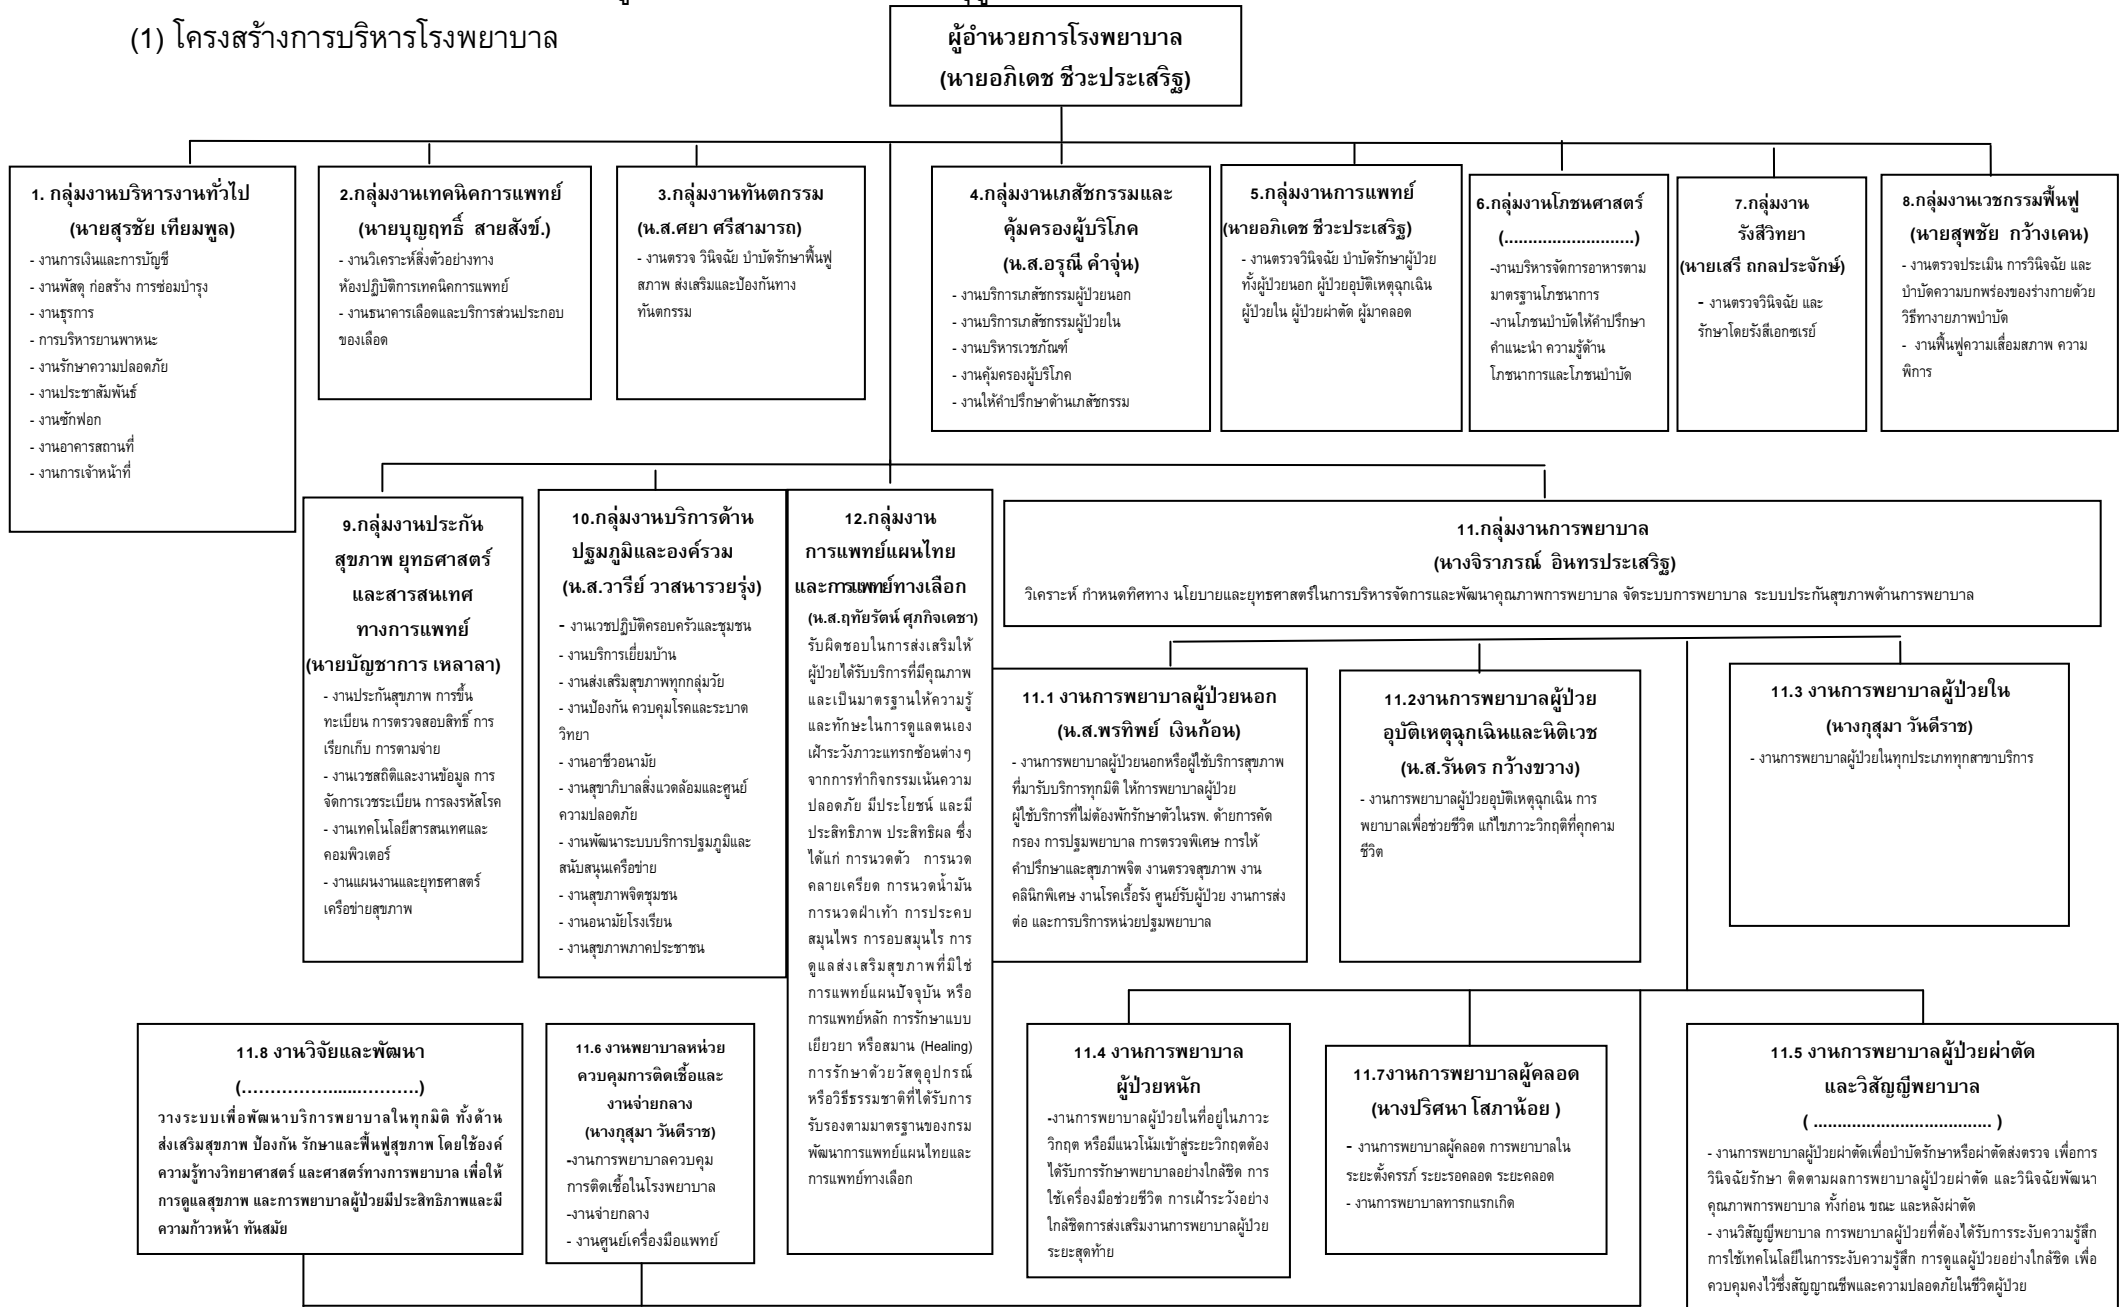 (1) โครงสร้างการบริหารโรงพยาบาล
ผู้อำนวยการโรงพยาบาล
(นายอภิเดช ชีวะประเสริฐ)
1. กลุ่มงานบริหารงานทั่วไป
(นายสุรชัย เทียมพูล)
- งานการเงินและการบัญชี
- งานพัสดุ ก่อสร้าง การซ่อมบำรุง
- งานธุรการ
- การบริหารยานพาหนะ
- งานรักษาความปลอดภัย
- งานประชาสัมพันธ์
- งานซักฟอก
- งานอาคารสถานที่
- งานการเจ้าหน้าที่
2.กลุ่มงานเทคนิคการแพทย์
(นายบุญฤทธิ์ สายสังข์.)
- งานวิเคราะห์สิ่งตัวอย่างทาง
ห้องปฏิบัติการเทคนิคการแพทย์
- งานธนาคารเลือดและบริการส่วนประกอบ
ของเลือด
3.กลุ่มงานทันตกรรม
(น.ส.ศยา ศรีสามารถ)
- งานตรวจ วินิจฉัย บำบัดรักษาฟื้นฟู
สภาพ ส่งเสริมและป้องกันทาง
ทันตกรรม
4.กลุ่มงานเภสัชกรรมและ
คุ้มครองผู้บริโภค
(น.ส.อรุณี คำจุ่น)
- งานบริการเภสัชกรรมผู้ป่วยนอก
- งานบริการเภสัชกรรมผู้ป่วยใน
- งานบริหารเวชภัณฑ์
- งานคุ้มครองผู้บริโภค
- งานให้คำปรึกษาด้านเภสัชกรรม
5.กลุ่มงานการแพทย์
(นายอภิเดช ชีวะประเสริฐ)
- งานตรวจวินิจฉัย บำบัดรักษาผู้ป่วย
ทั้งผู้ป่วยนอก ผู้ป่วยอุบัติเหตุฉุกเฉิน
ผู้ป่วยใน ผู้ป่วยผ่าตัด ผู้มาคลอด
6.กลุ่มงานโภชนศาสตร์
(...........................)
-งานบริหารจัดการอาหารตาม
มาตรฐานโภชนาการ
-งานโภชนบำบัดให้คำปรึกษา
คำแนะนำ ความรู้ด้าน
โภชนาการและโภชนบำบัด
7.กลุ่มงาน
รังสีวิทยา
(นายเสรี ถกลประจักษ์)
- งานตรวจวินิจฉัย และ
รักษาโดยรังสีเอกซเรย์
8.กลุ่มงานเวชกรรมฟื้นฟู
(นายสุพชัย กว้างเคน)
- งานตรวจประเมิน การวินิจฉัย และ
บำบัดความบกพร่องของร่างกายด้วย
วิธีทางายภาพบำบัด
- งานฟื้นฟูความเสื่อมสภาพ ความ
พิการ
9.กลุ่มงานประกัน
สุขภาพ ยุทธศาสตร์
และสารสนเทศ
ทางการแพทย์
(นายบัญชาการ เหลาลา)
- งานประกันสุขภาพ การขึ้น
ทะเบียน การตรวจสอบสิทธิ์ การ
เรียกเก็บ การตามจ่าย
- งานเวชสถิติและงานข้อมูล การ
จัดการเวชระเบียน การลงรหัสโรค
- งานเทคโนโลยีสารสนเทศและ
คอมพิวเตอร์
- งานแผนงานและยุทธศาสตร์
เครือข่ายสุขภาพ
10.กลุ่มงานบริการด้าน
ปฐมภูมิและองค์รวม
(น.ส.วารีย์ วาสนารวยรุ่ง)
- งานเวชปฏิบัติครอบครัวและชุมชน
- งานบริการเยี่ยมบ้าน
- งานส่งเสริมสุขภาพทุกกลุ่มวัย
- งานป้องกัน ควบคุมโรคและระบาด
วิทยา
- งานอาชีวอนามัย
- งานสุขาภิบาลสิ่งแวดล้อมและศูนย์
ความปลอดภัย
- งานพัฒนาระบบบริการปฐมภูมิและ
สนับสนุนเครือข่าย
- งานสุขภาพจิตชุมชน
- งานอนามัยโรงเรียน
- งานสุขภาพภาคประชาชน
12.กลุ่มงาน
การแพทย์แผนไทย
และการแพทย์ทางเลือก
(น.ส.ฤทัยรัตน์ ศุภกิจเดชา)
รับผิดชอบในการส่งเสริมให้
ผู้ป่วยได้รับบริการที่มีคุณภาพ
และเป็นมาตรฐานให้ความรู้
และทักษะในการดูแลตนเอง
เฝ้าระวังภาวะแทรกซ้อนต่างๆ
จากการทำกิจกรรมเน้นความ
ปลอดภัย มีประโยชน์ และมี
ประสิทธิภาพ ประสิทธิผล ซึ่ง
ได้แก่ การนวดตัว การนวด
คลายเครียด การนวดน้ำมัน
การนวดฝ่าเท้า การประคบ
สมุนไพร การอบสมุนไร การ
ดูแลส่งเสริมสุขภาพที่มิใช่
การแพทย์แผนปัจจุบัน หรือ
การแพทย์หลัก การรักษาแบบ
เยียวยา หรือสมาน (Healing)
การรักษาด้วยวัสดุอุปกรณ์
หรือวิธีธรรมชาติที่ได้รับการ
รับรองตามมาตรฐานของกรม
พัฒนาการแพทย์แผนไทยและ
การแพทย์ทางเลือก
11.กลุ่มงานการพยาบาล
(นางจิราภรณ์ อินทรประเสริฐ)
วิเคราะห์ กำหนดทิศทาง นโยบายและยุทธศาสตร์ในการบริหารจัดการและพัฒนาคุณภาพการพยาบาล จัดระบบการพยาบาล ระบบประกันสุขภาพด้านการพยาบาล
11.1 งานการพยาบาลผู้ป่วยนอก
(น.ส.พรทิพย์ เงินก้อน)
- งานการพยาบาลผู้ป่วยนอกหรือผู้ใช้บริการสุขภาพ
ที่มารับบริการทุกมิติ ให้การพยาบาลผู้ป่วย
ผู้ใช้บริการที่ไม่ต้องพักรักษาตัวในรพ. ด้ายการคัด
กรอง การปฐมพยาบาล การตรวจพิเศษ การให้
คำปรึกษาและสุขภาพจิต งานตรวจสุขภาพ งาน
คลินิกพิเศษ งานโรคเรื้อรัง ศูนย์รับผู้ป่วย งานการส่ง
ต่อ และการบริการหน่วยปฐมพยาบาล
11.2งานการพยาบาลผู้ป่วย
อุบัติเหตุฉุกเฉินและนิติเวช
(น.ส.รันดร กว้างขวาง)
- งานการพยาบาลผู้ป่วยอุบัติเหตุฉุกเฉิน การ
พยาบาลเพื่อช่วยชีวิต แก้ไขภาวะวิกฤติที่คุกคาม
ชีวิต
11.3 งานการพยาบาลผู้ป่วยใน
(นางกุสุมา วันดีราช)
- งานการพยาบาลผู้ป่วยในทุกประเภททุกสาขาบริการ
11.8 งานวิจัยและพัฒนา
(…………….......……….)
วางระบบเพื่อพัฒนาบริการพยาบาลในทุกมิติ ทั้งด้าน
ส่งเสริมสุขภาพ ป้องกัน รักษาและฟื้นฟูสุขภาพ โดยใช้องค์
ความรู้ทางวิทยาศาสตร์ และศาสตร์ทางการพยาบาล เพื่อให้
การดูแลสุขภาพ และการพยาบาลผู้ป่วยมีประสิทธิภาพและมี
ความก้าวหน้า ทันสมัย
11.6 งานพยาบาลหน่วย
ควบคุมการติดเชื้อและ
งานจ่ายกลาง
(นางกุสุมา วันดีราช)
-งานการพยาบาลควบคุม
การติดเชื้อในโรงพยาบาล
-งานจ่ายกลาง
- งานศูนย์เครื่องมือแพทย์
11.4 งานการพยาบาล
ผู้ป่วยหนัก
-งานการพยาบาลผู้ป่วยในที่อยู่ในภาวะ
วิกฤต หรือมีแนวโน้มเข้าสู่ระยะวิกฤตต้อง
ได้รับการรักษาพยาบาลอย่างใกล้ชิด การ
ใช้เครื่องมือช่วยชีวิต การเฝ้าระวังอย่าง
ใกล้ชิดการส่งเสริมงานการพยาบาลผู้ป่วย
ระยะสุดท้าย
11.7งานการพยาบาลผู้คลอด
(นางปริศนา โสภาน้อย )
- งานการพยาบาลผู้คลอด การพยาบาลใน
ระยะตั้งครรภ์ ระยะรอคลอด ระยะคลอด
- งานการพยาบาลทารกแรกเกิด
11.5 งานการพยาบาลผู้ป่วยผ่าตัด
และวิสัญญีพยาบาล
( ..................................... )
- งานการพยาบาลผู้ป่วยผ่าตัดเพื่อบำบัดรักษาหรือผ่าตัดส่งตรวจ เพื่อการ
วินิจฉัยรักษา ติดตามผลการพยาบาลผู้ป่วยผ่าตัด และวินิจฉัยพัฒนา
คุณภาพการพยาบาล ทั้งก่อน ขณะ และหลังผ่าตัด
- งานวิสัญญีพยาบาล การพยาบาลผู้ป่วยที่ต้องได้รับการระงับความรู้สึก
การใช้เทคโนโลยีในการระงับความรู้สึก การดูแลผู้ป่วยอย่างใกล้ชิด เพื่อ
ควบคุมคงไว้ซึ่งสัญญาณชีพและความปลอดภัยในชีวิตผู้ป่วย